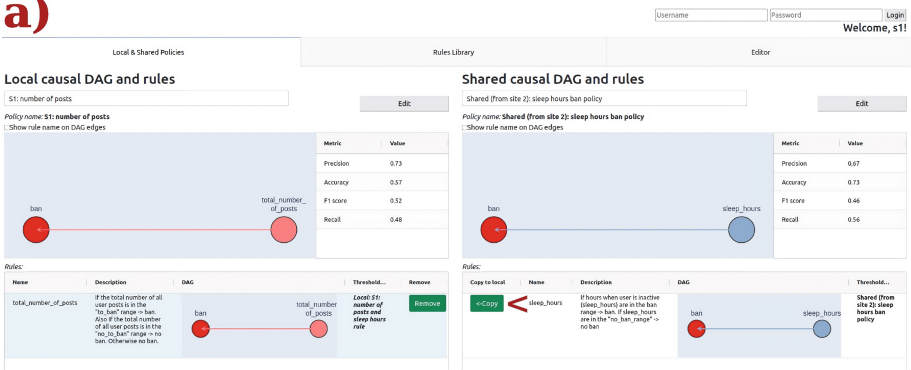 a)
Username
Password
Login
Welcome, s1!
Local & Shared Policies
Rules Library
Editor
Local causal DAG and rules
S1: number of posts
Edit
Policy name: S1: number of posts
Show rule name on DAG edges
Metric
Value
Precision
0.73
Accuracy
0.57
F1 score
0.52
Recall
0.48
ban
total_number_
of_posts
Rules:
Name
Description
DAG
Threshold...
Remove
total_number_of_posts
If the total number of all
user posts is in the
"to_ban" range -> ban.
Also if the total number
of all user posts is in the
"no_to_ban" range -> no
ban. Otherwise no ban.
ban
total_number
of_posts
Local: S1:
number of
posts and
sleep hours
rule
Remove
Shared causal DAG and rules
Shared (from site 2): sleep hours ban policy
Edit
Policy name: Shared (from site 2): sleep hours ban policy
Show rule name on DAG edges
Metric
Value
Precision
0.67
Accuracy
0.73
F1 score
0.46
Recall
0.56
ban
sleep_hours
Rules:
Copy to local
Name
Description
DAG
Threshold...
<-Copy
sleep_hours
If hours when user is inactive
(sleep_hours) are in the ban
range -> ban. If sleep_hours
are in the "no_ban_range" ->
no ban
ban
sleep_hours
Shared (from
site 2): sleep
hours ban
policy